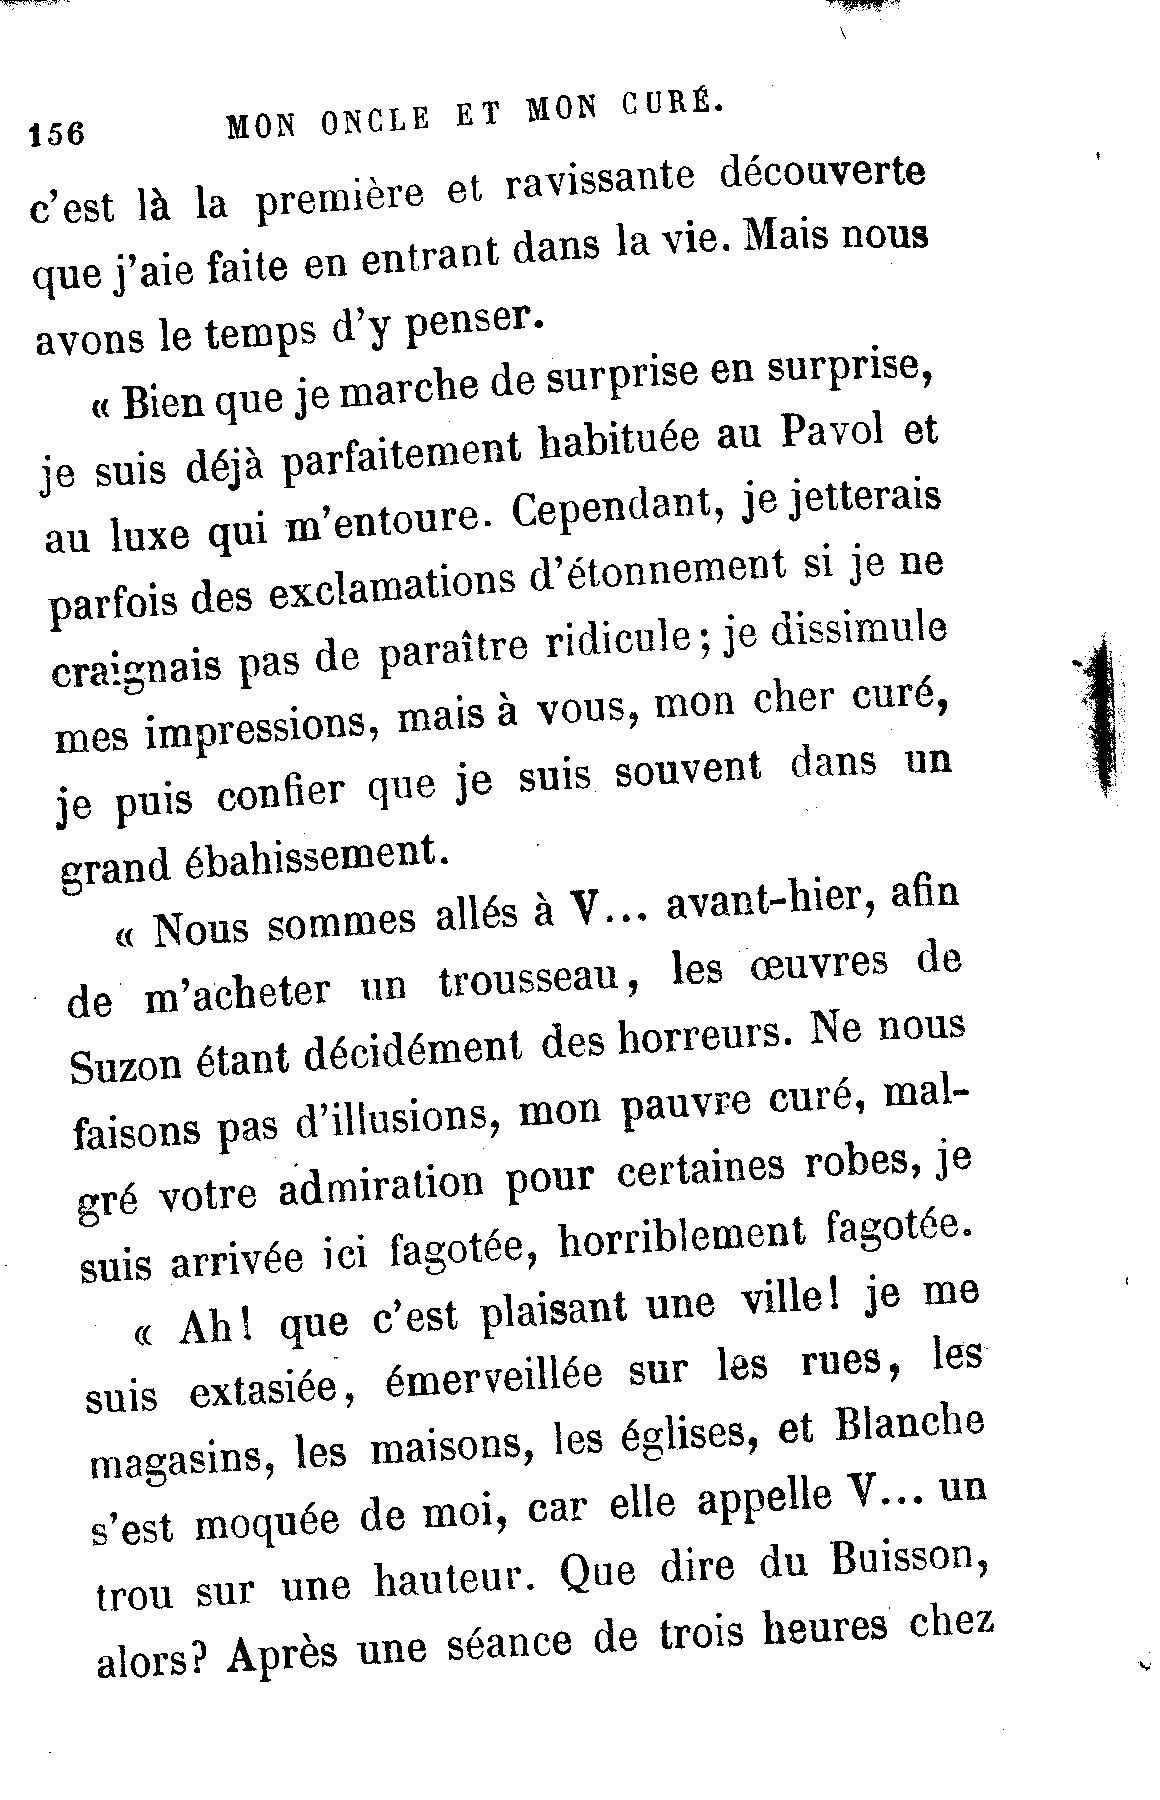 156 MON ONCLE ET MON CURÉ.
c'est là la première et ravissante découverte
que j'aie faite en entrant dans la vie. Mais nous
avons le temps d'y penser.
« Bien que je marche de surprise en surprise,
je suis déjà parfaitement habituée au Pavol et
au luxe qui m'entoure. Cependant, je jetterais
parfois des exclamations d'étonnement si je ne
craignais pas de paraître ridicule ; je dissimule
mes impressions, mais à vous, mon cher curé,
je puis confier que je suis souvent dans un
grand ébahissement.
« Nous sommes allés à V... avant-hier, afin
de m'acheter un trousseau, les œuvres de
Suzon étant décidément des horreurs. Ne nous
faisons pas d'illusions, mon pauvre curé, mal-
gré votre admiration pour certaines robes, je
suis arrivée ici fagotée, horriblement fagotée.
« Ah! que c'est plaisant une ville! je me
suis extasiée, émerveillée sur les rues, les
magasins, les maisons, les églises, et Blanche
s'est moquée de moi, car elle appelle V... un
trou sur une hauteur. Que dire du Buisson,
alors? Après une séance de trois heures chez